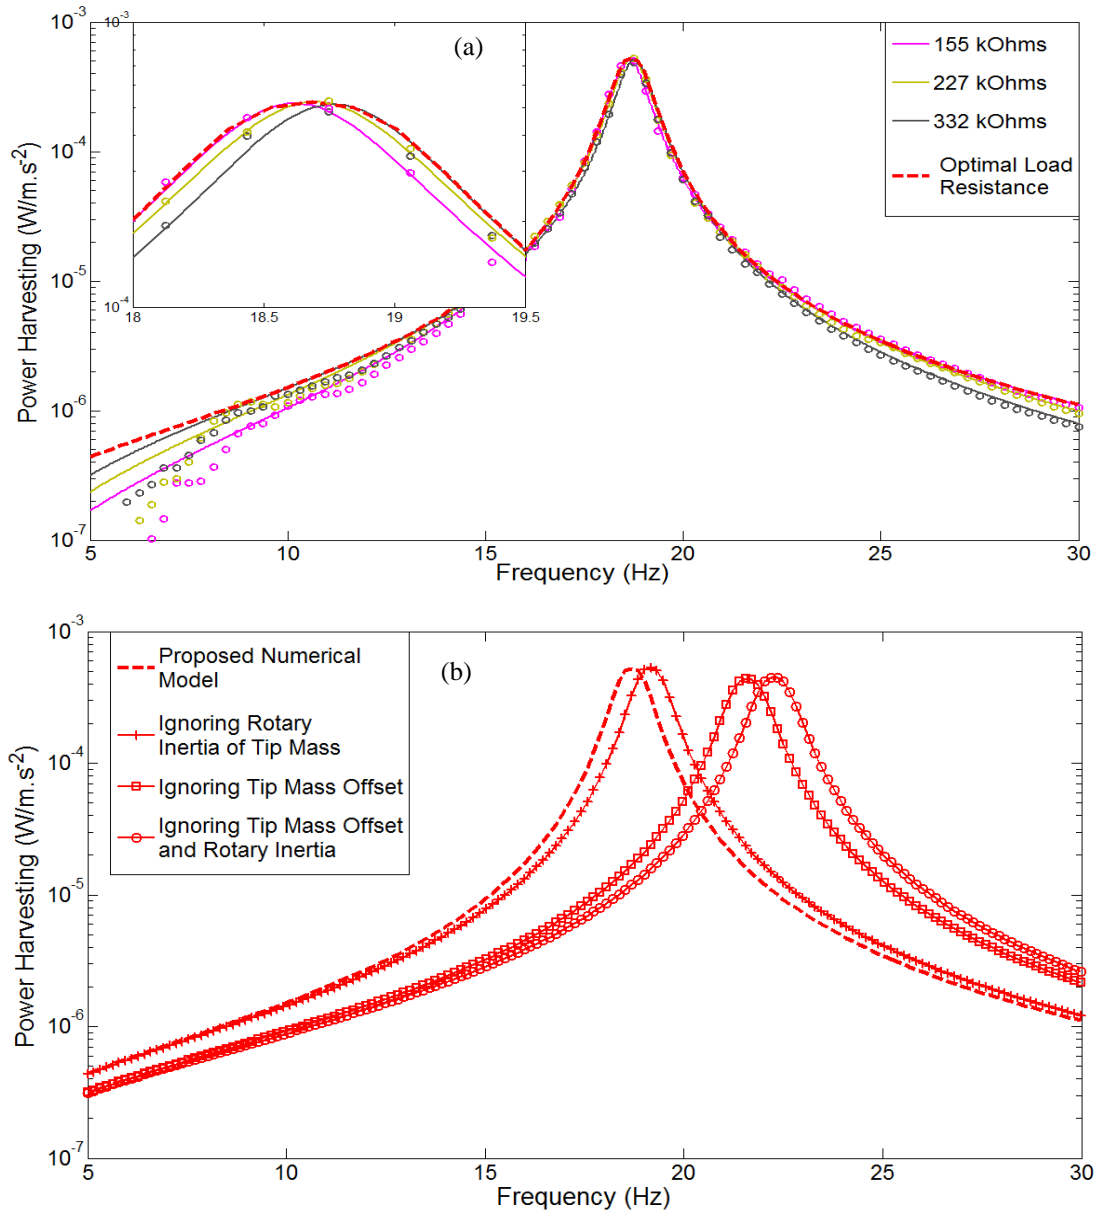 (a)
Power Harvesting (W/m.s⁻²)
10⁻³
10⁻⁴
10⁻⁵
10⁻⁶
10⁻⁷
10⁻³
10⁻⁴
18 18.5 19 19.5
155 kOhms
227 kOhms
332 kOhms
Optimal Load
Resistance
5 10 15 20 25 30
Frequency (Hz)
(b)
Power Harvesting (W/m.s⁻²)
10⁻³
10⁻⁴
10⁻⁵
10⁻⁶
10⁻⁷
Proposed Numerical
Model
Ignoring Rotary
Inertia of Tip Mass
Ignoring Tip Mass Offset
Ignoring Tip Mass Offset
and Rotary Inertia
5 10 15 20 25 30
Frequency (Hz)